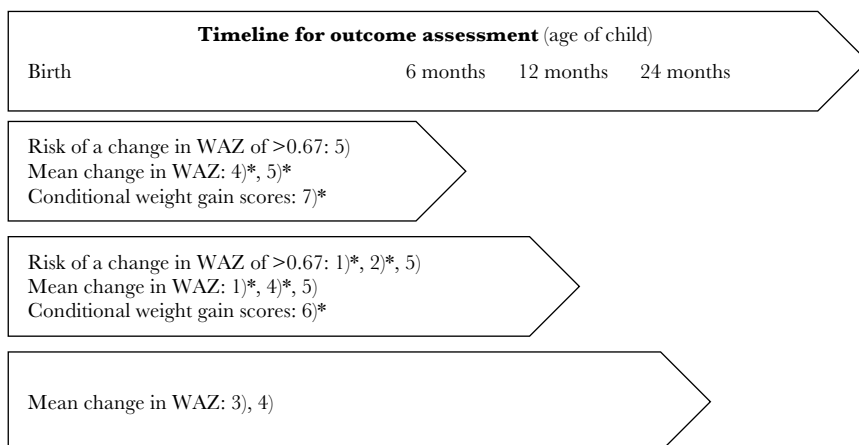 Timeline for outcome assessment (age of child)
Birth 6 months 12 months 24 months
Risk of a change in WAZ of >0.67: 5)
Mean change in WAZ: 4)*, 5)*
Conditional weight gain scores: 7)*
Risk of a change in WAZ of >0.67: 1)*, 2)*, 5)
Mean change in WAZ: 1)*, 4)*, 5)
Conditional weight gain scores: 6)*
Mean change in WAZ: 3), 4)